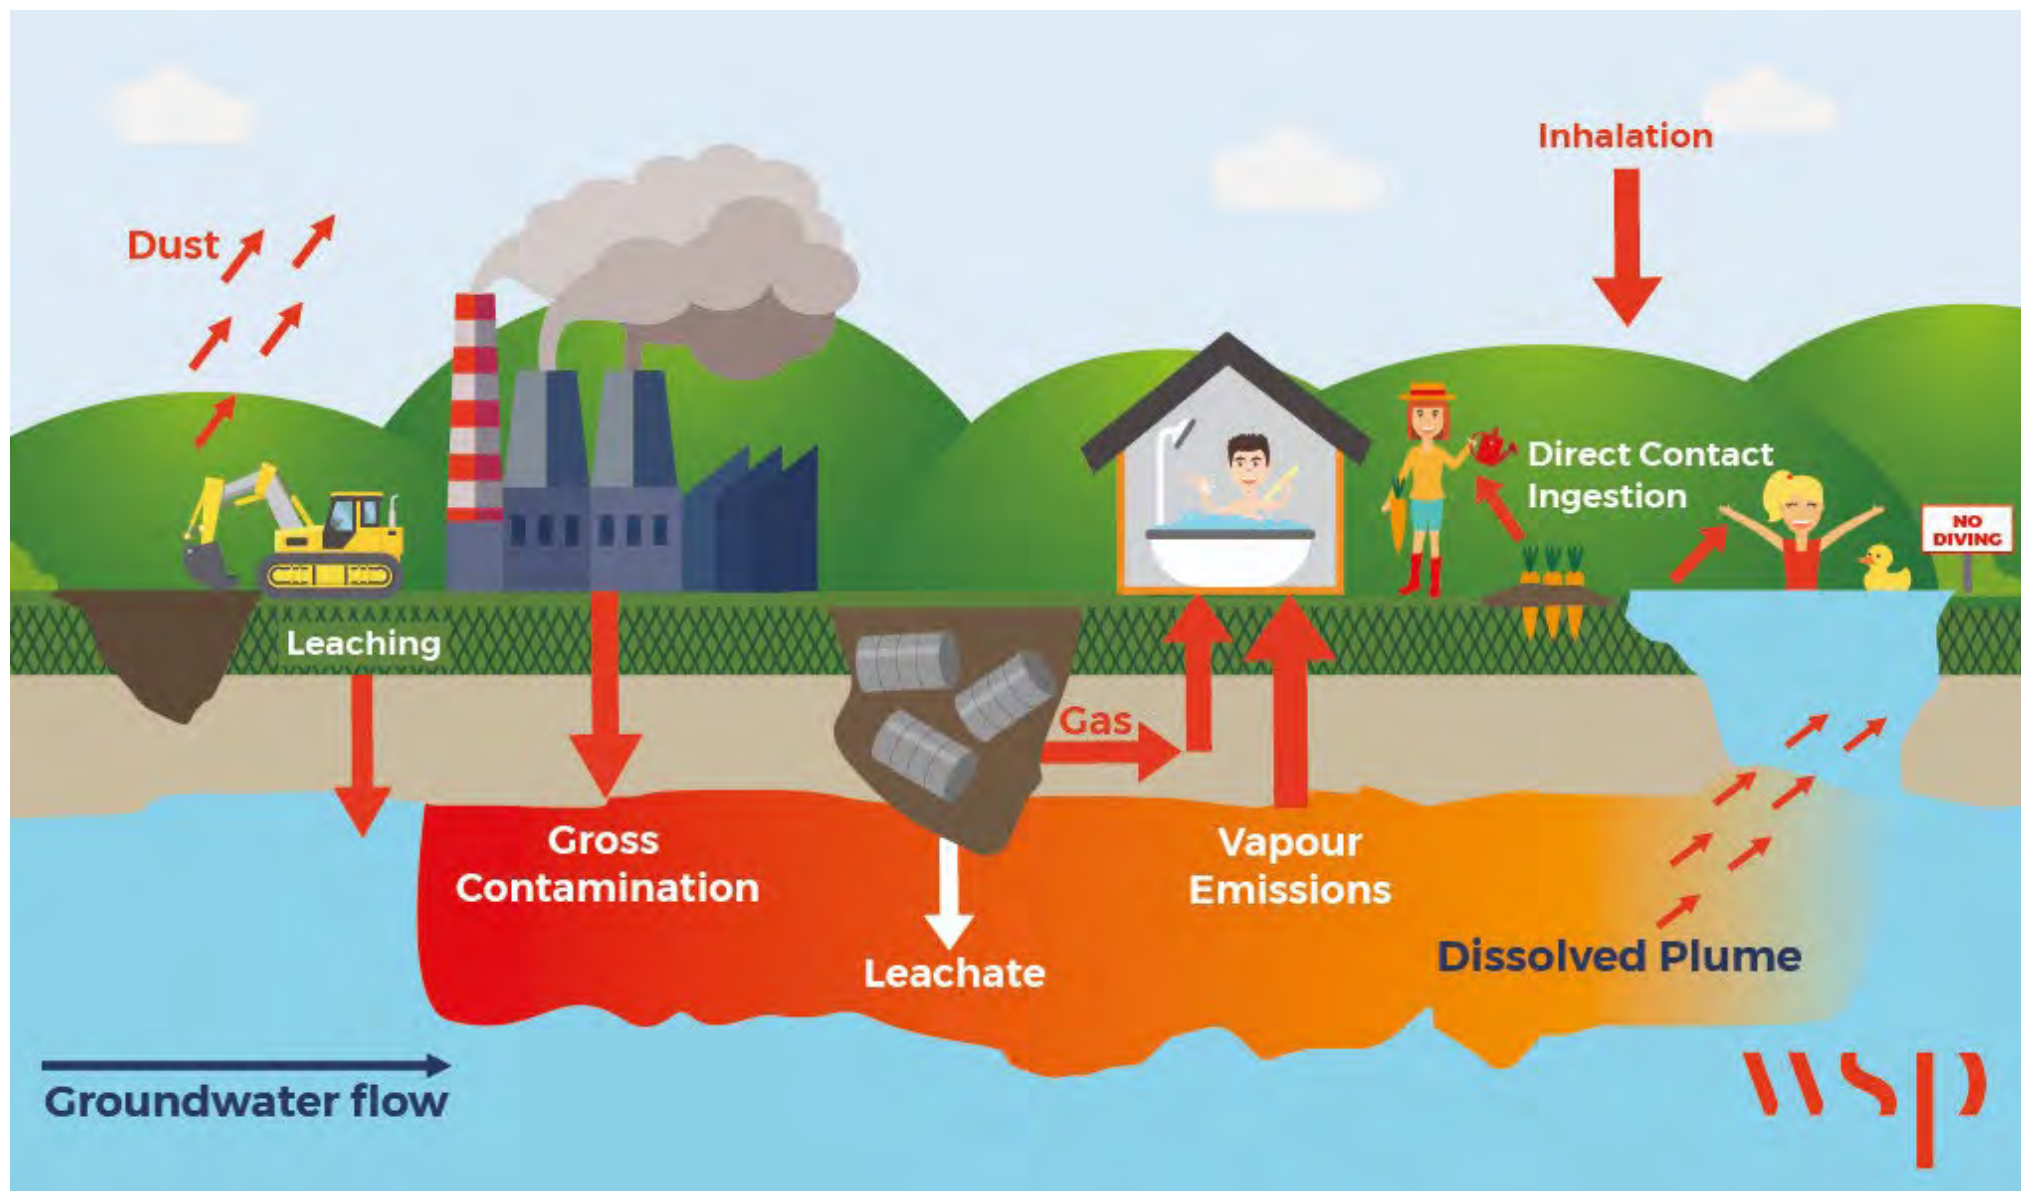 Inhalation
Dust
Direct Contact
Ingestion
NO
DIVING
Leaching
Gas
Gross
Contamination
Vapour
Emissions
Leachate
Dissolved Plume
Groundwater flow
wsp